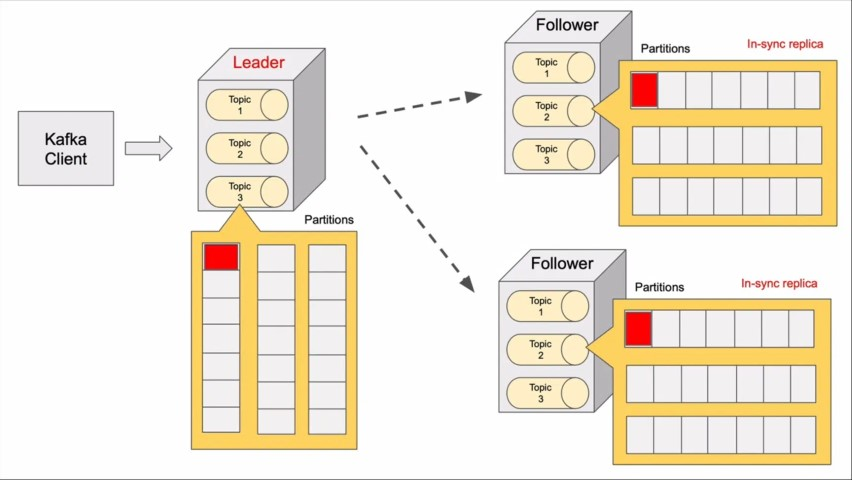 Kafka
Client
Leader
Topic
1
Topic
2
Topic
3
Partitions
Follower
Topic
1
Topic
2
Topic
3
Partitions
In-sync replica
Follower
Topic
1
Topic
2
Topic
3
Partitions
In-sync replica